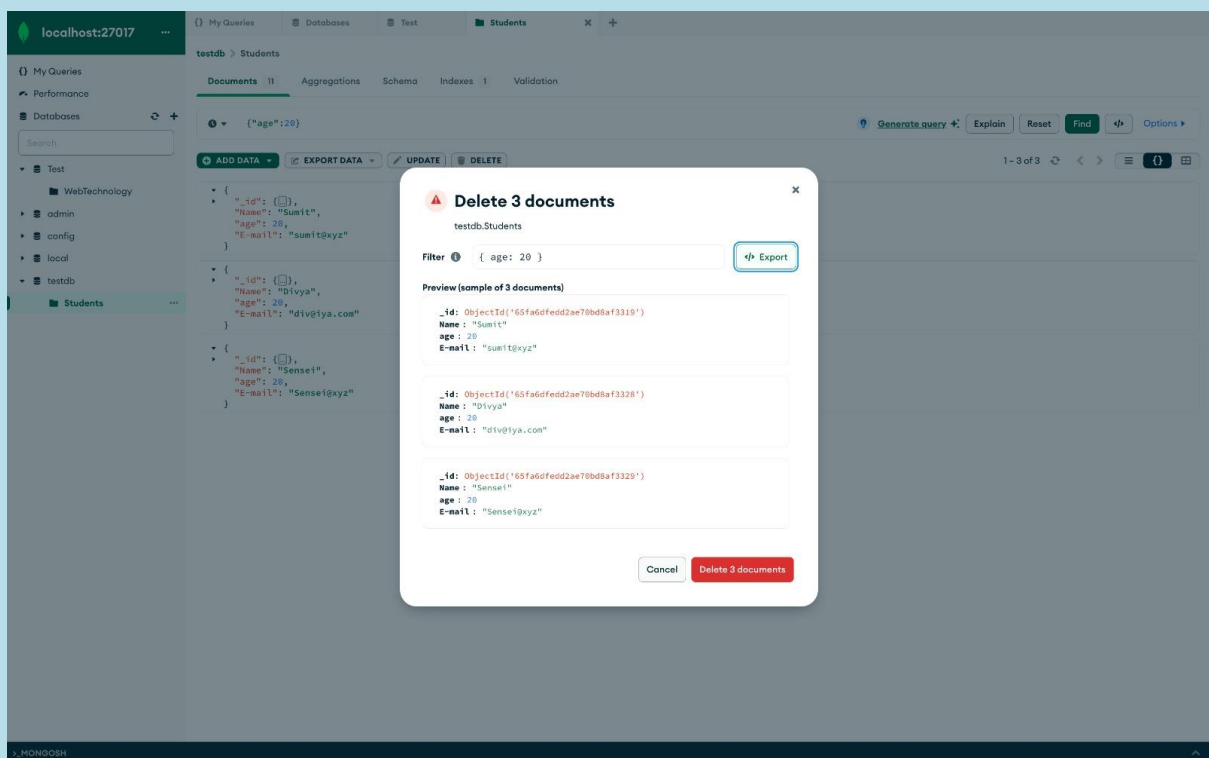 localhost:27017 ...
{} My Queries
Performance
Databases
Search
Test
WebTechnology
admin
config
local
testdb
Students ...
{} My Queries
Databases
Test
Students
testdb > Students
Documents 11 Aggregations Schema Indexes 1 Validation
{"age":20}
Generate query Explain Reset Find </> Options
ADD DATA EXPORT DATA UPDATE DELETE 1 – 3 of 3 {}
{
"_id": {…},
"Name": "Sumit",
"age": 20,
"E-mail": "sumit@xyz"
}
{
"_id": {…},
"Name": "Divya",
"age": 20,
"E-mail": "div@iya.com"
}
{
"_id": {…},
"Name": "Sensei",
"age": 20,
"E-mail": "Sensei@xyz"
}
Delete 3 documents
testdb.Students
Filter { age: 20 } </> Export
Preview (sample of 3 documents)
_id: ObjectId('65fa6dfedd2ae70bd8af3319')
Name : "Sumit"
age : 20
E-mail : "sumit@xyz"
_id: ObjectId('65fa6dfedd2ae70bd8af3328')
Name : "Divya"
age : 20
E-mail : "div@iya.com"
_id: ObjectId('65fa6dfedd2ae70bd8af3329')
Name : "Sensei"
age : 20
E-mail : "Sensei@xyz"
Cancel Delete 3 documents
>_MONGOSH